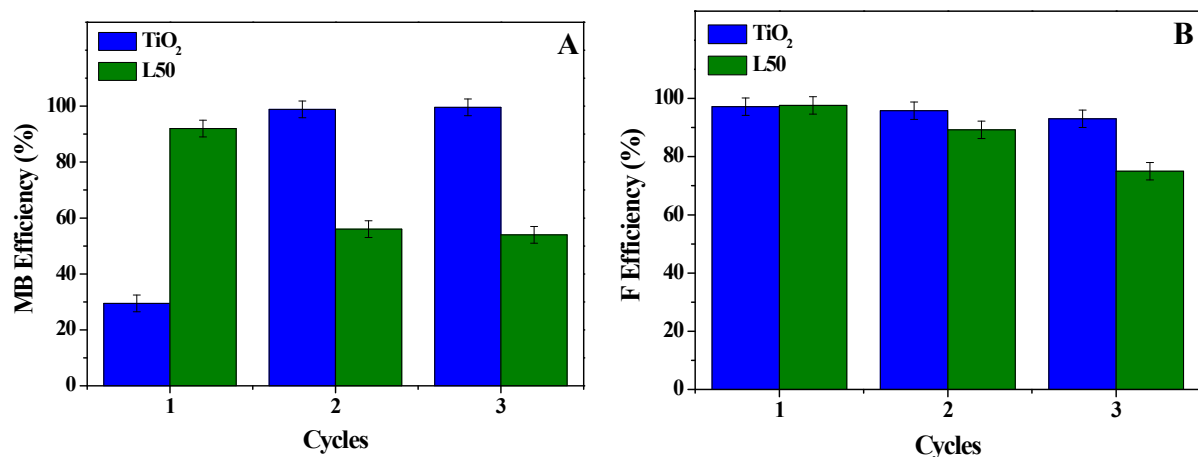 A
TiO₂
L50
MB Efficiency (%)
100
80
60
40
20
0
1 2 3
Cycles
B
TiO₂
L50
F Efficiency (%)
100
80
60
40
20
0
1 2 3
Cycles